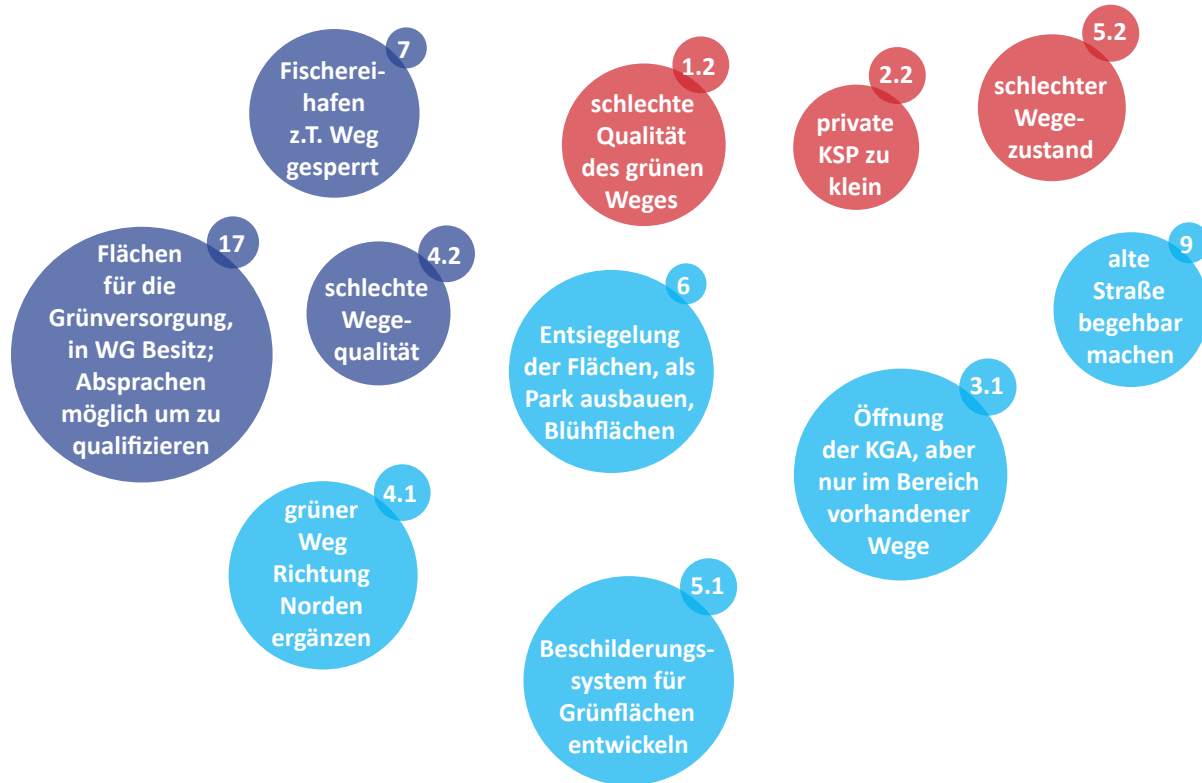 7
Fischerei-
hafen
z.T. Weg
gesperrt
1.2
schlechte
Qualität
des grünen
Weges
2.2
private
KSP zu
klein
5.2
schlechter
Wege-
zustand
17
Flächen
für die
Grünversorgung,
in WG Besitz;
Absprachen
möglich um zu
qualifizieren
4.2
schlechte
Wege-
qualität
6
Entsiegelung
der Flächen, als
Park ausbauen,
Blühflächen
9
alte
Straße
begehbar
machen
3.1
Öffnung
der KGA, aber
nur im Bereich
vorhandener
Wege
4.1
grüner
Weg
Richtung
Norden
ergänzen
5.1
Beschilderungs-
system für
Grünflächen
entwickeln